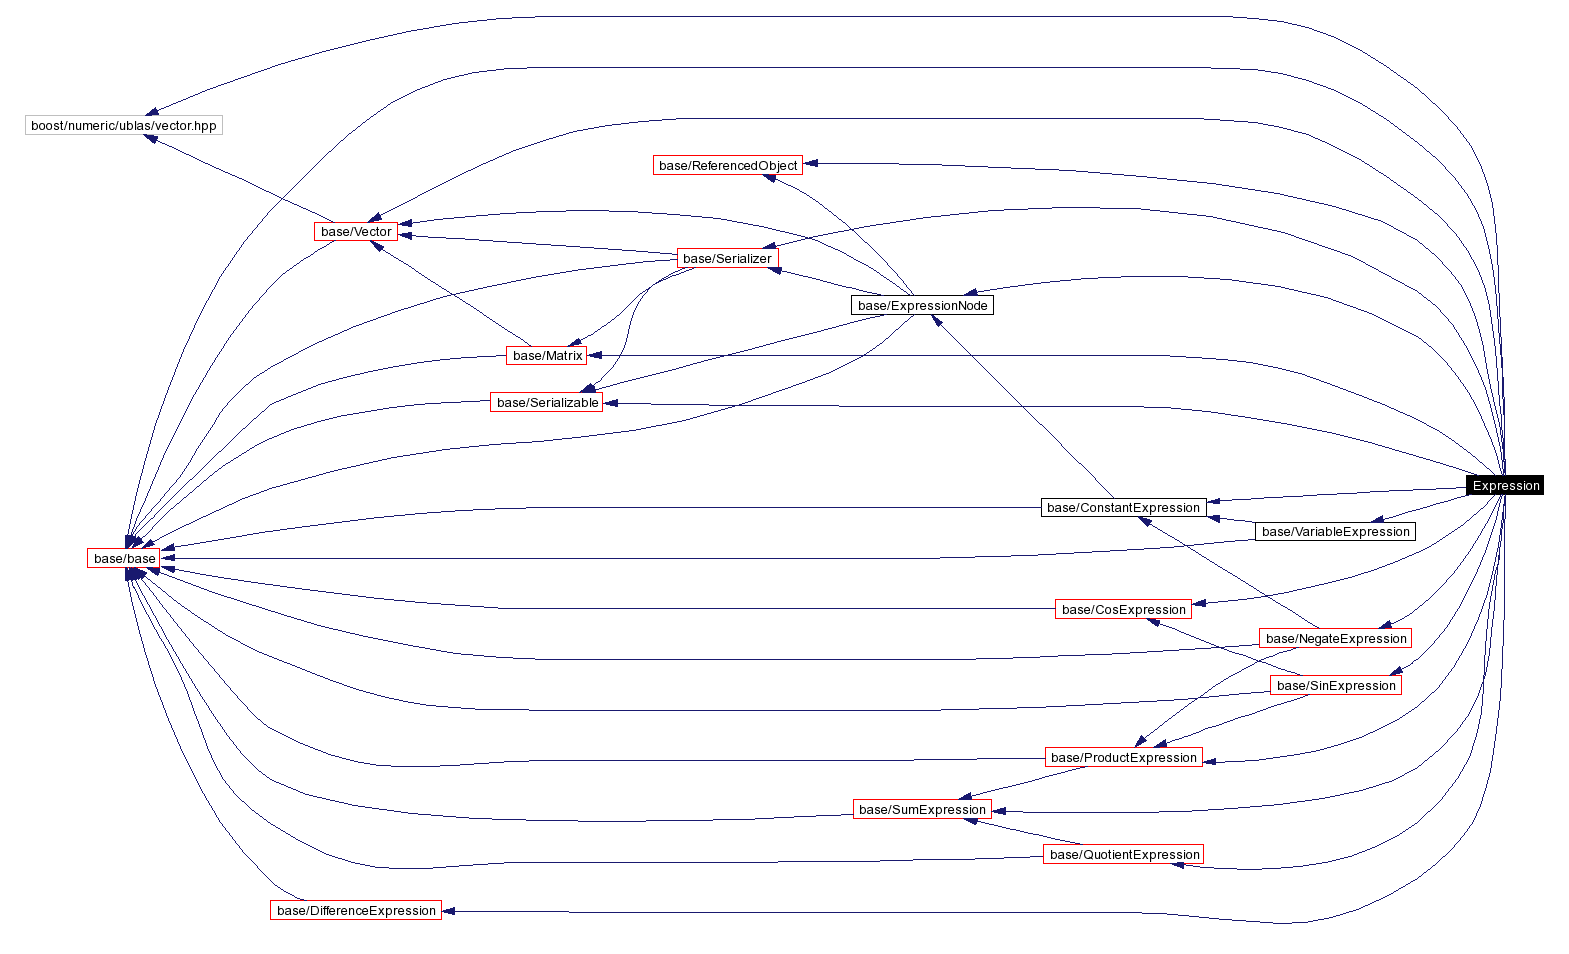 boost/numeric/ublas/vector.hpp
base/ReferencedObject
base/Vector
base/Serializer
base/ExpressionNode
base/Matrix
base/Serializable
Expression
base/ConstantExpression
base/VariableExpression
base/base
base/CosExpression
base/NegateExpression
base/SinExpression
base/ProductExpression
base/SumExpression
base/QuotientExpression
base/DifferenceExpression